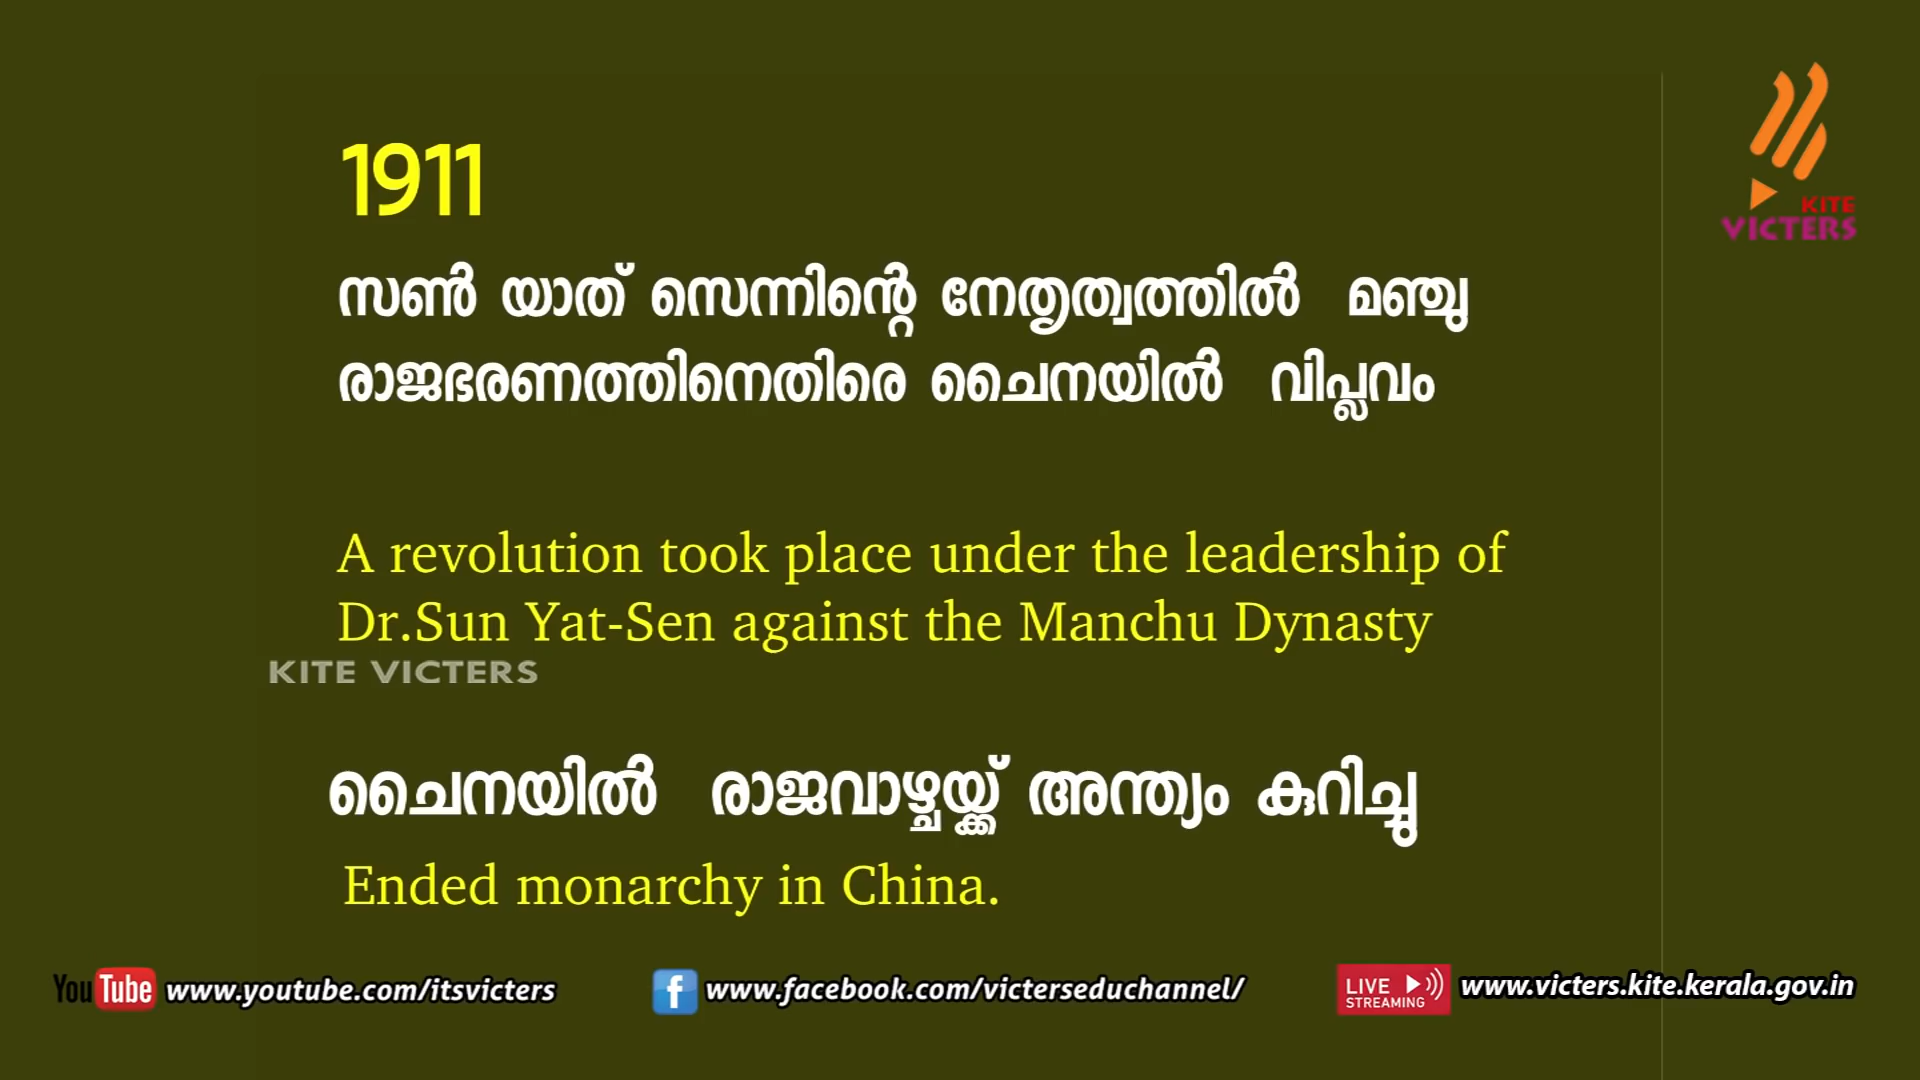 1911
സൺ യാത് സെന്നിന്റെ നേതൃത്വത്തിൽ മഞ്ചു
രാജഭരണത്തിനെതിരെ ചൈനയിൽ വിപ്ലവം
A revolution took place under the leadership of
Dr.Sun Yat-Sen against the Manchu Dynasty
KITE VICTERS
ചൈനയിൽ രാജവാഴ്ചയ്ക്ക് അന്ത്യം കുറിച്ചു
Ended monarchy in China.
KITE
VICTERS
YouTube www.youtube.com/itsvicters
f www.facebook.com/victerseduchannel/
LIVE
STREAMING
www.victers.kite.kerala.gov.in